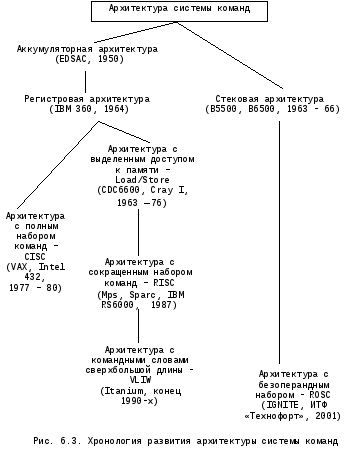 Архитектура системы команд
Аккумуляторная архитектура
(EDSAC, 1950)
Регистровая архитектура
(IBM 360, 1964)
Стековая архитектура
(B5500, B6500, 1963 – 66)
Архитектура с
выделенным доступом
к памяти –
Load/Store
(CDC6600, Cray I,
1963 –76)
Архитектура
с полным
набором
команд –
CISC
(VAX, Intel
432,
1977 – 80)
Архитектура с
сокращенным набором
команд – RISC
(Mps, Sparc, IBM
RS6000, 1987)
Архитектура с
командными словами
сверхбольшой длины –
VLIW
(Itanium, конец
1990-х)
Архитектура с
безоперандным
набором – ROSC
(IGNITE, ИТФ
«Технофорт», 2001)
Рис. 6.3. Хронология развития архитектуры системы команд